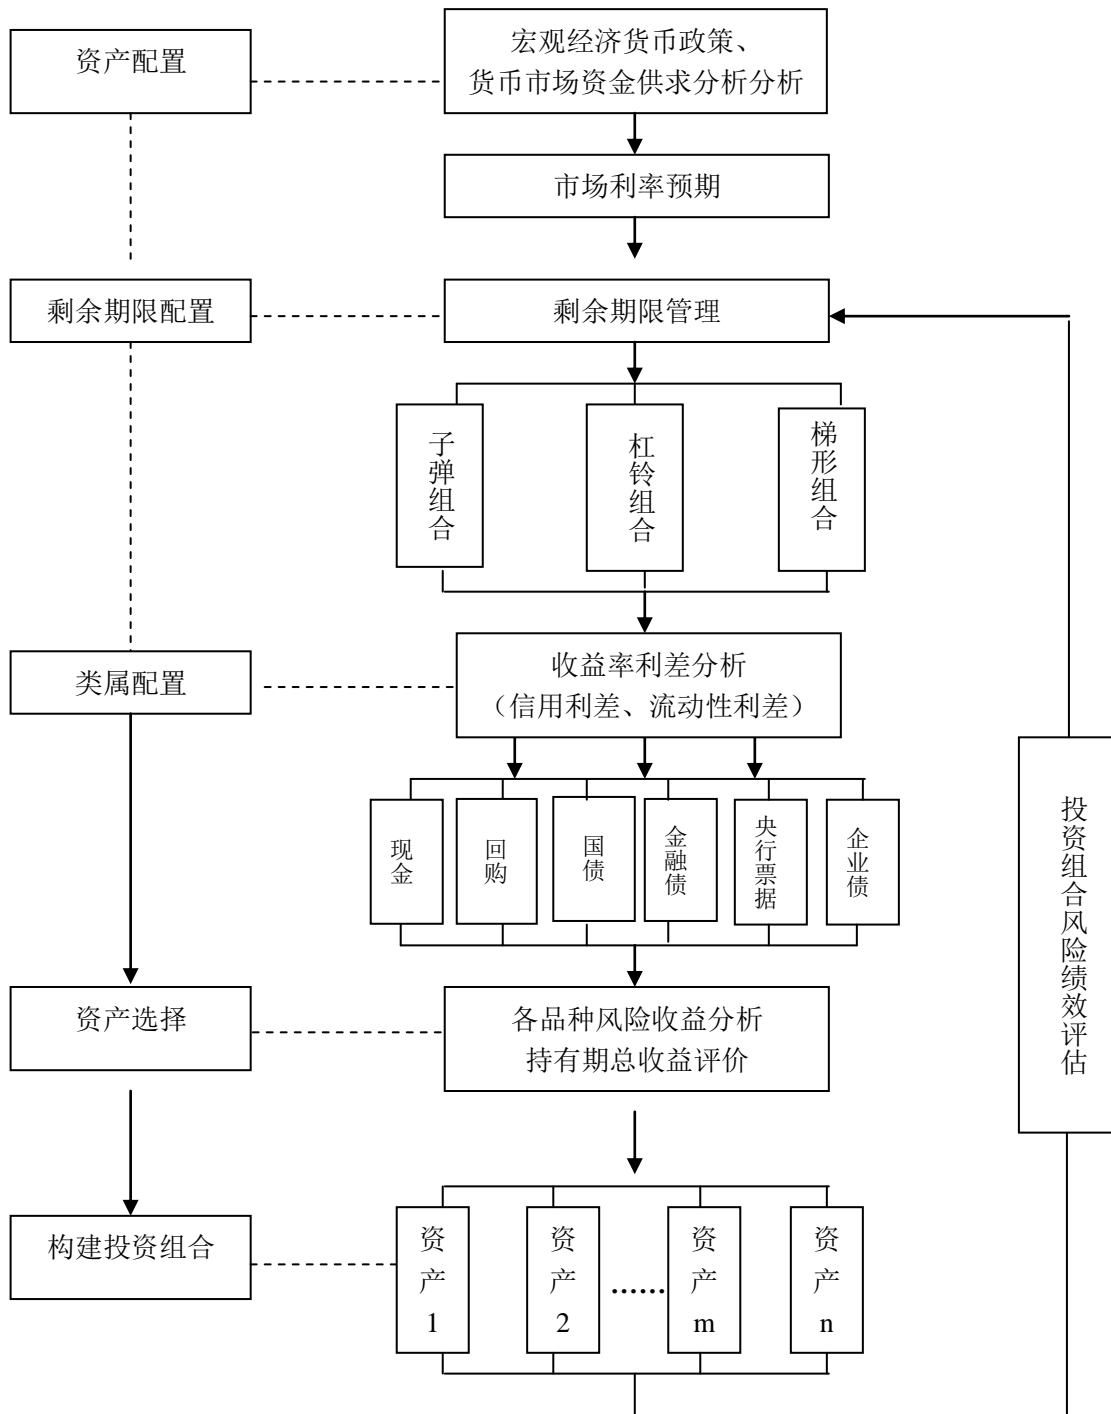 资产配置
宏观经济货币政策、
货币市场资金供求分析分析
市场利率预期
剩余期限配置
剩余期限管理
子弹组合
杠铃组合
梯形组合
类属配置
收益率利差分析
（信用利差、流动性利差）
现金
回购
国债
金融债
央行票据
企业债
投资组合风险绩效评估
资产选择
各品种风险收益分析
持有期总收益评价
构建投资组合
资产1
资产2
……
资产m
资产n